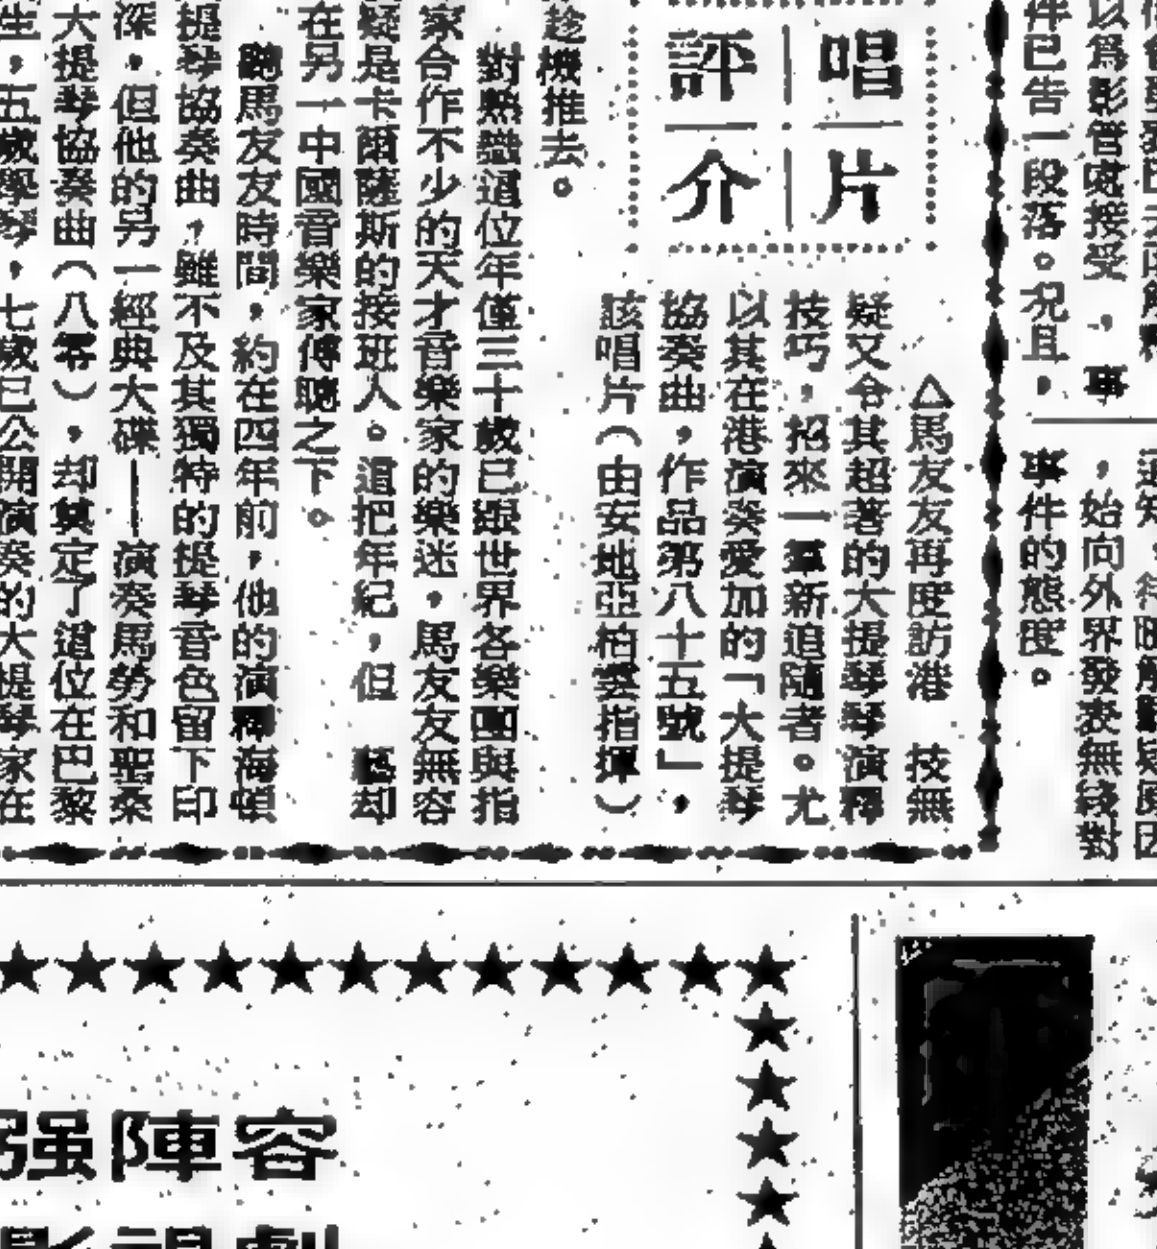 件已告一段落。況且，
事件的態度。
，始向外界發表無綫對
唱片
評介
△馬友友再度訪港　技無
疑又令其超著的大提琴琴演釋
技巧，招來一羣新追隨者。尤
以其在港演奏愛加的「大提琴
協奏曲，作品第八十五號」，
該唱片（由安地亞柏雲指揮）
趁機推去。
對熱戀這位年僅三十歲已跟世界各樂團與指
家合作不少的天才音樂家的樂迷，馬友友無容
疑是卡爾薩斯的接班人。這把年紀，但　藝却
在另一中國音樂家傅聰之下。
聽馬友友時間，約在四年前，他的演釋海頓
提琴協奏曲，雖不及其獨特的提琴音色留下印
深，但他的另一經典大碟——演奏馬勞和聖桑
大提琴協奏曲（八零），却奠定了這位在巴黎
生，五歲學琴，七歲已公開演奏的大提琴家在
强陣容